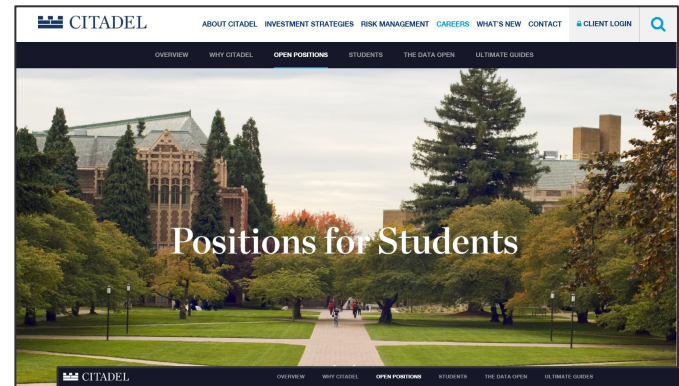 CITADEL ABOUT CITADEL INVESTMENT STRATEGIES RISK MANAGEMENT CAREERS WHAT'S NEW CONTACT CLIENT LOGIN
OVERVIEW WHY CITADEL OPEN POSITIONS STUDENTS THE DATA OPEN ULTIMATE GUIDES
Positions for Students
CITADEL OVERVIEW WHY CITADEL OPEN POSITIONS STUDENTS THE DATA OPEN ULTIMATE GUIDES